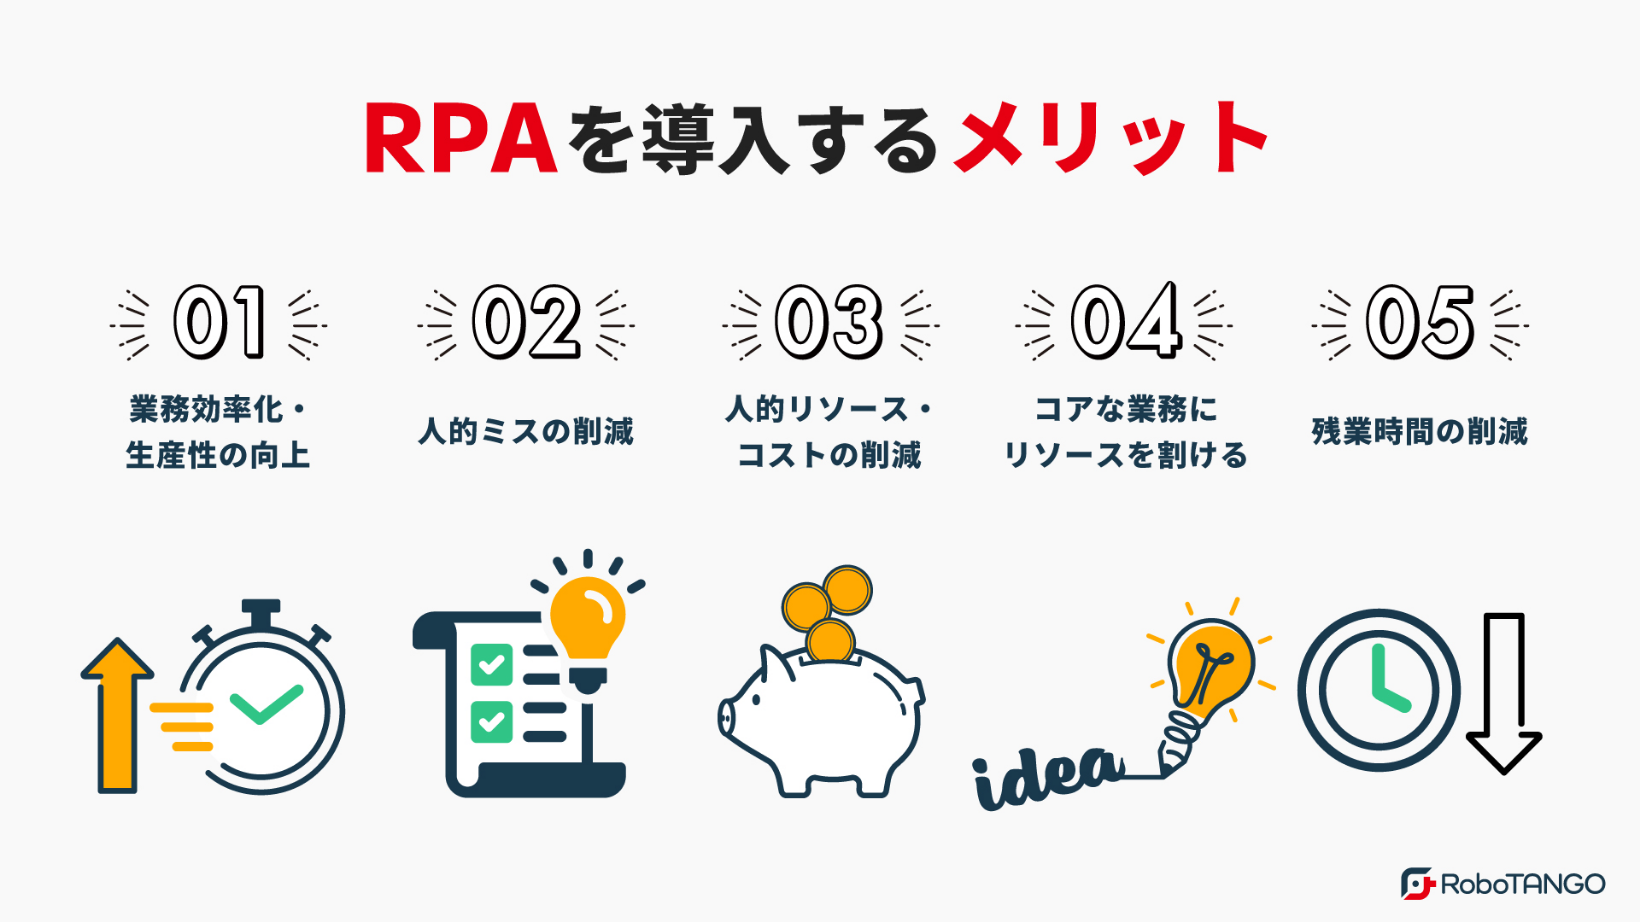 RPAを導入するメリット
01
02
03
04
05
業務効率化・
生産性の向上
人的ミスの削減
人的リソース・
コストの削減
コアな業務に
リソースを割ける
残業時間の削減
idea
RoboTANGO